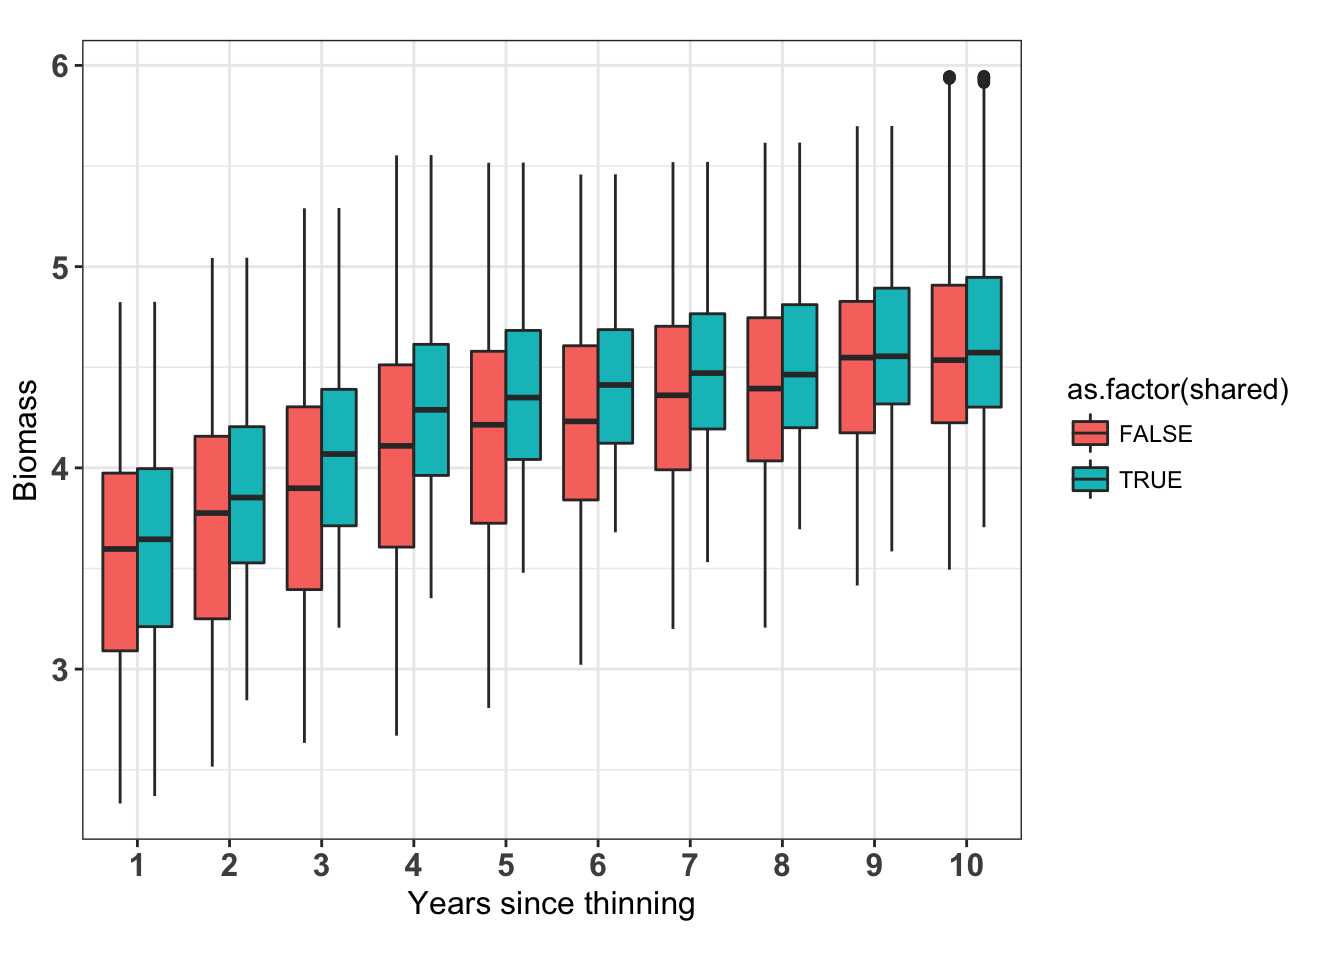 6
5
4
3
Biomass
1 2 3 4 5 6 7 8 9 10
Years since thinning
as.factor(shared)
FALSE
TRUE